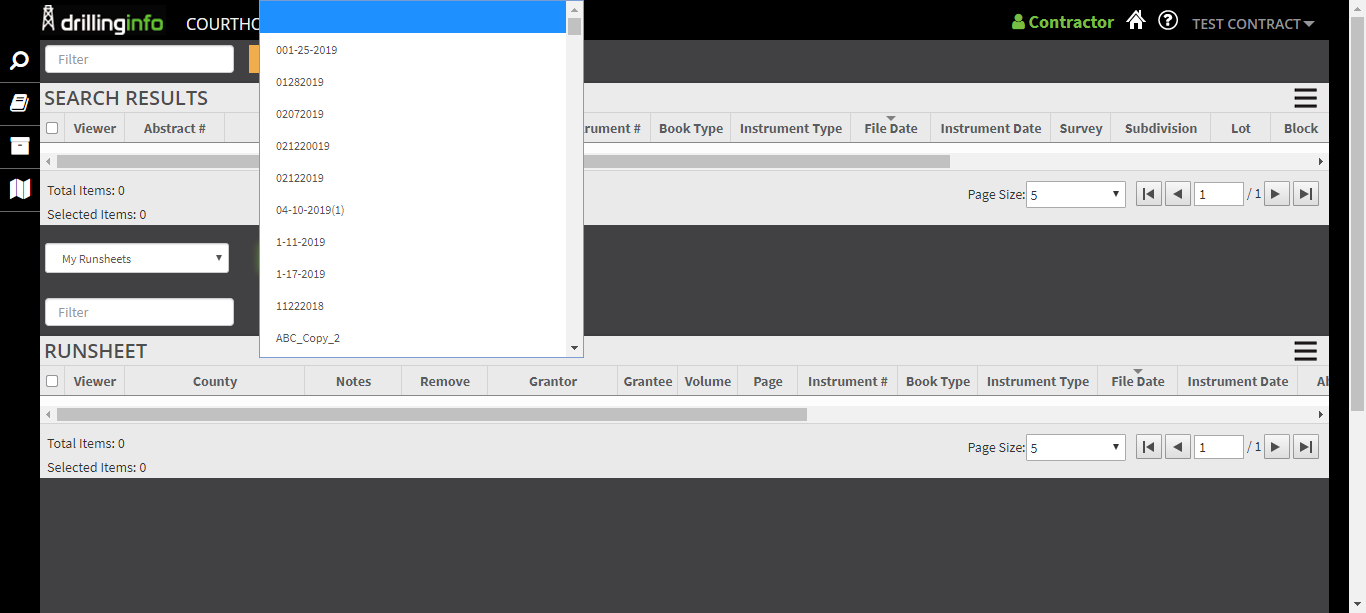 drillinginfo COURTHO Contractor TEST CONTRACT
Filter
SEARCH RESULTS
Viewer Abstract # rument # Book Type Instrument Type File Date Instrument Date Survey Subdivision Lot Block
001-25-2019
01282019
02072019
021220019
02122019
04-10-2019(1)
1-11-2019
1-17-2019
11222018
ABC_Copy_2
Total Items: 0
Selected Items: 0
Page Size: 5 1 / 1
My Runsheets
Filter
RUNSHEET
Viewer County Notes Remove Grantor Grantee Volume Page Instrument # Book Type Instrument Type File Date Instrument Date Al
Total Items: 0
Selected Items: 0
Page Size: 5 1 / 1